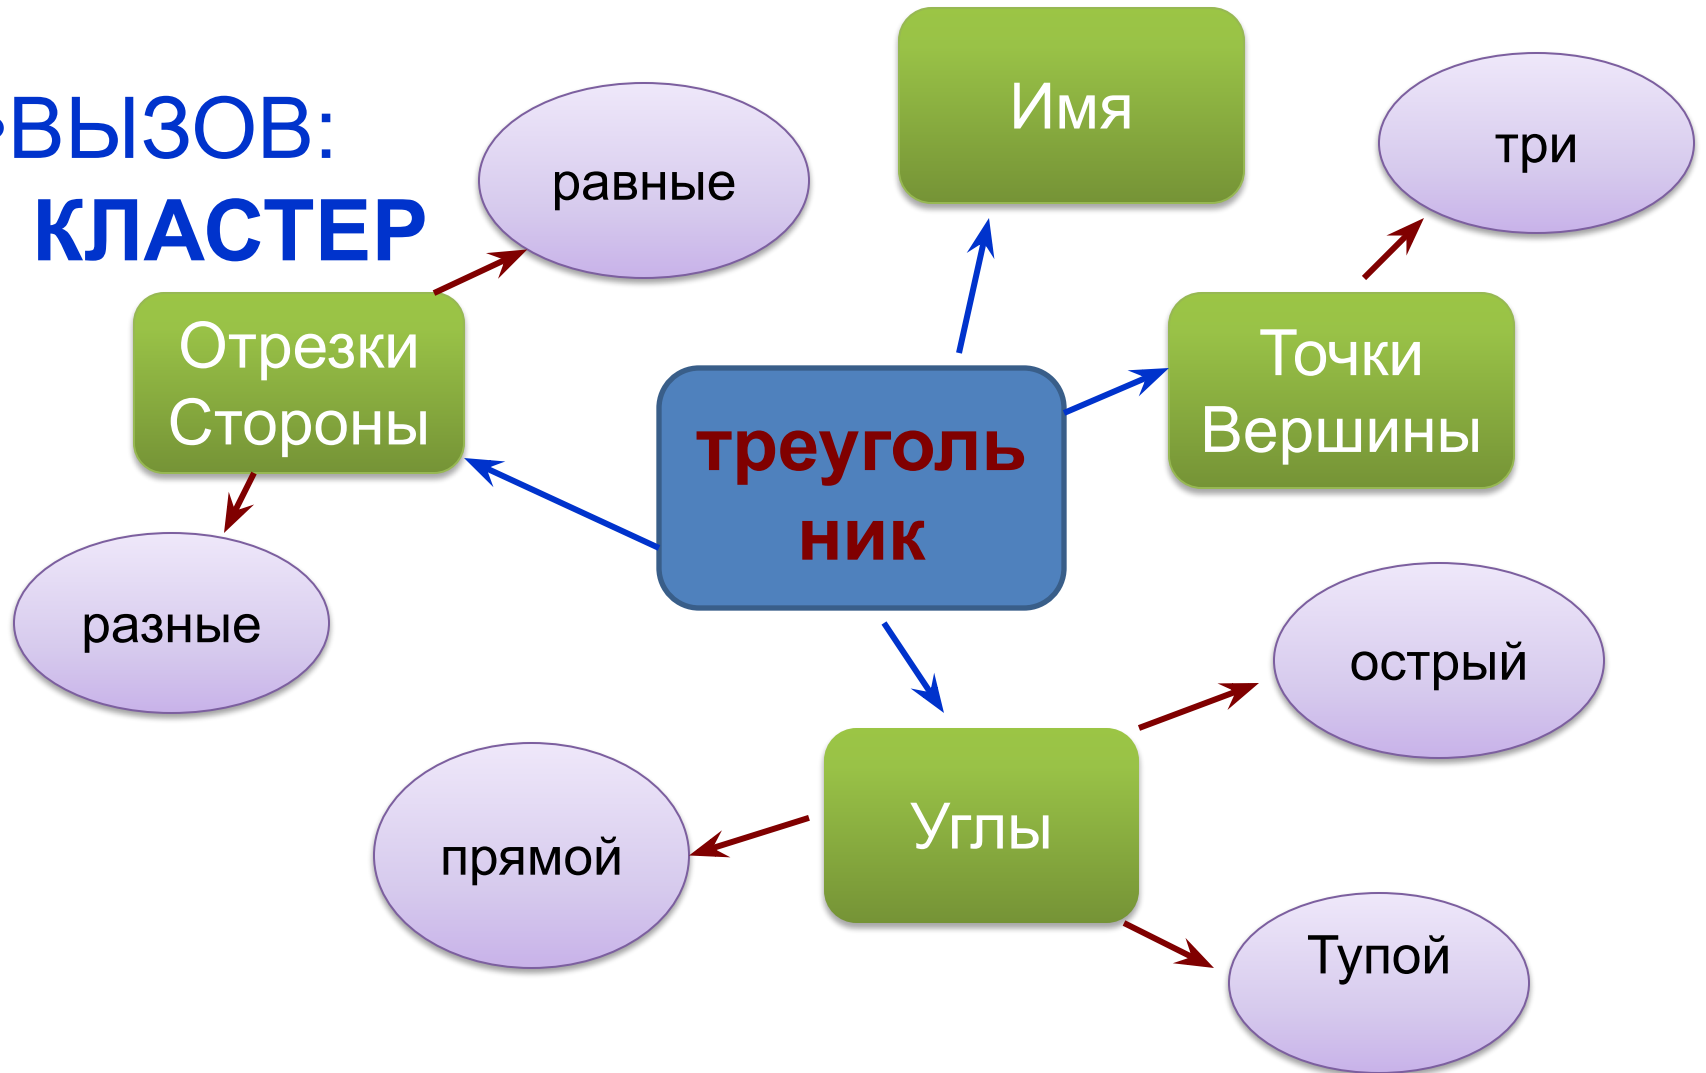 •ВЫЗОВ:
КЛАСТЕР
Имя
три
равные
Отрезки
Стороны
Точки
Вершины
треуголь
ник
разные
острый
Углы
прямой
Тупой